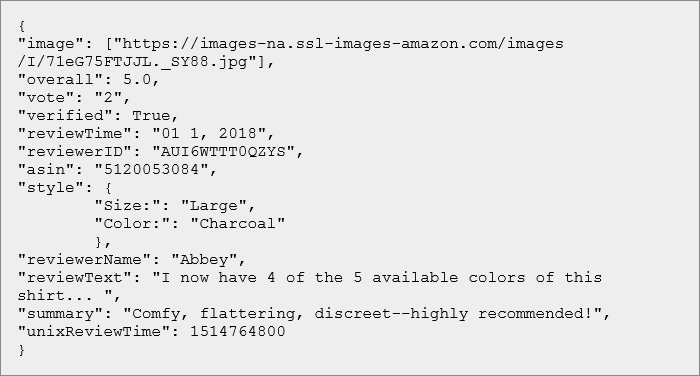 {
"image": ["https://images-na.ssl-images-amazon.com/images
/I/71eG75FTJJL._SY88.jpg"],
"overall": 5.0,
"vote": "2",
"verified": True,
"reviewTime": "01 1, 2018",
"reviewerID": "AUI6WTTT0QZYS",
"asin": "5120053084",
"style": {
        "Size:": "Large",
        "Color:": "Charcoal"
        },
"reviewerName": "Abbey",
"reviewText": "I now have 4 of the 5 available colors of this
shirt... ",
"summary": "Comfy, flattering, discreet--highly recommended!",
"unixReviewTime": 1514764800
}